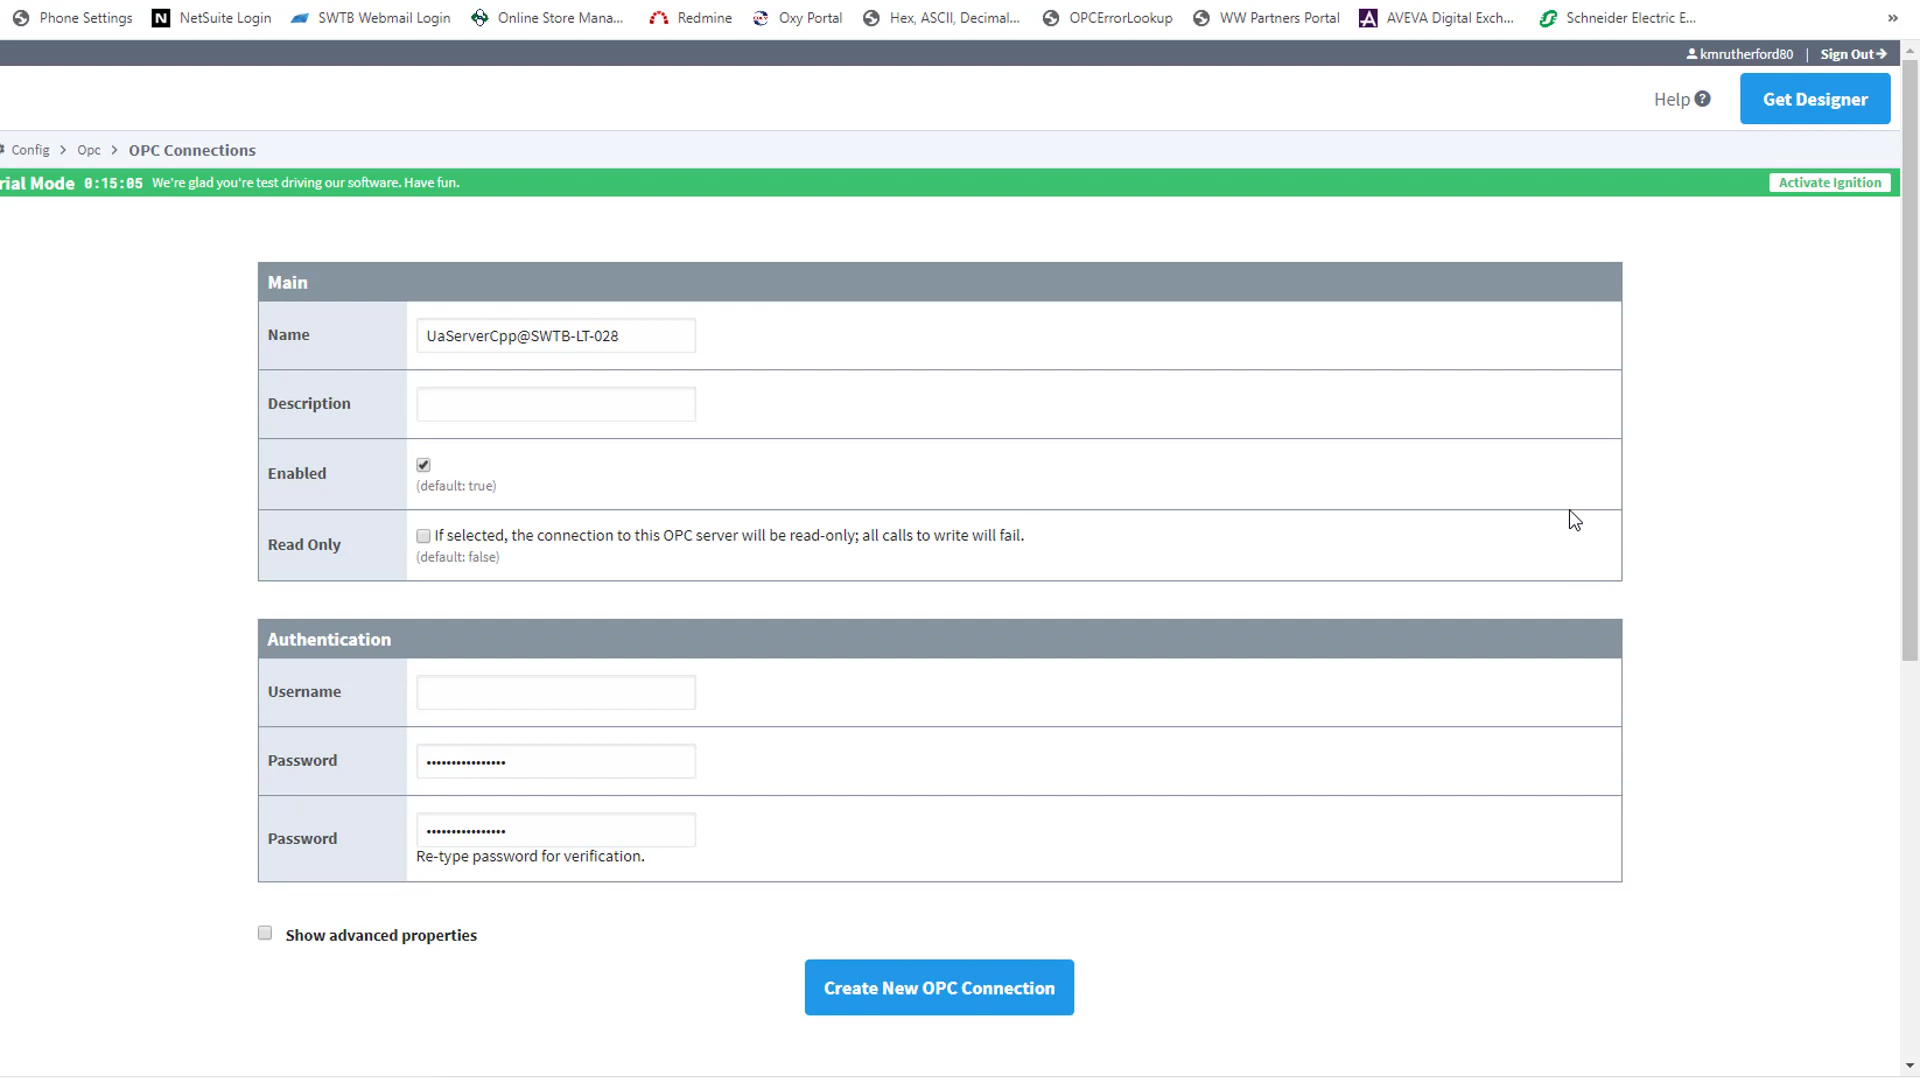 Phone Settings NetSuite Login SWTB Webmail Login Online Store Mana... Redmine Oxy Portal Hex, ASCII, Decimal... OPCErrorLookup WW Partners Portal AVEVA Digital Exch... Schneider Electric E... »
kmrutherford80 | Sign Out
Help Get Designer
Config > Opc > OPC Connections
rial Mode 0:15:05 We're glad you're test driving our software. Have fun. Activate Ignition
Main
Name UaServerCpp@SWTB-LT-028
Description
Enabled
(default: true)
Read Only If selected, the connection to this OPC server will be read-only; all calls to write will fail.
(default: false)
Authentication
Username
Password ••••••••••••••••
Password ••••••••••••••••
Re-type password for verification.
Show advanced properties
Create New OPC Connection